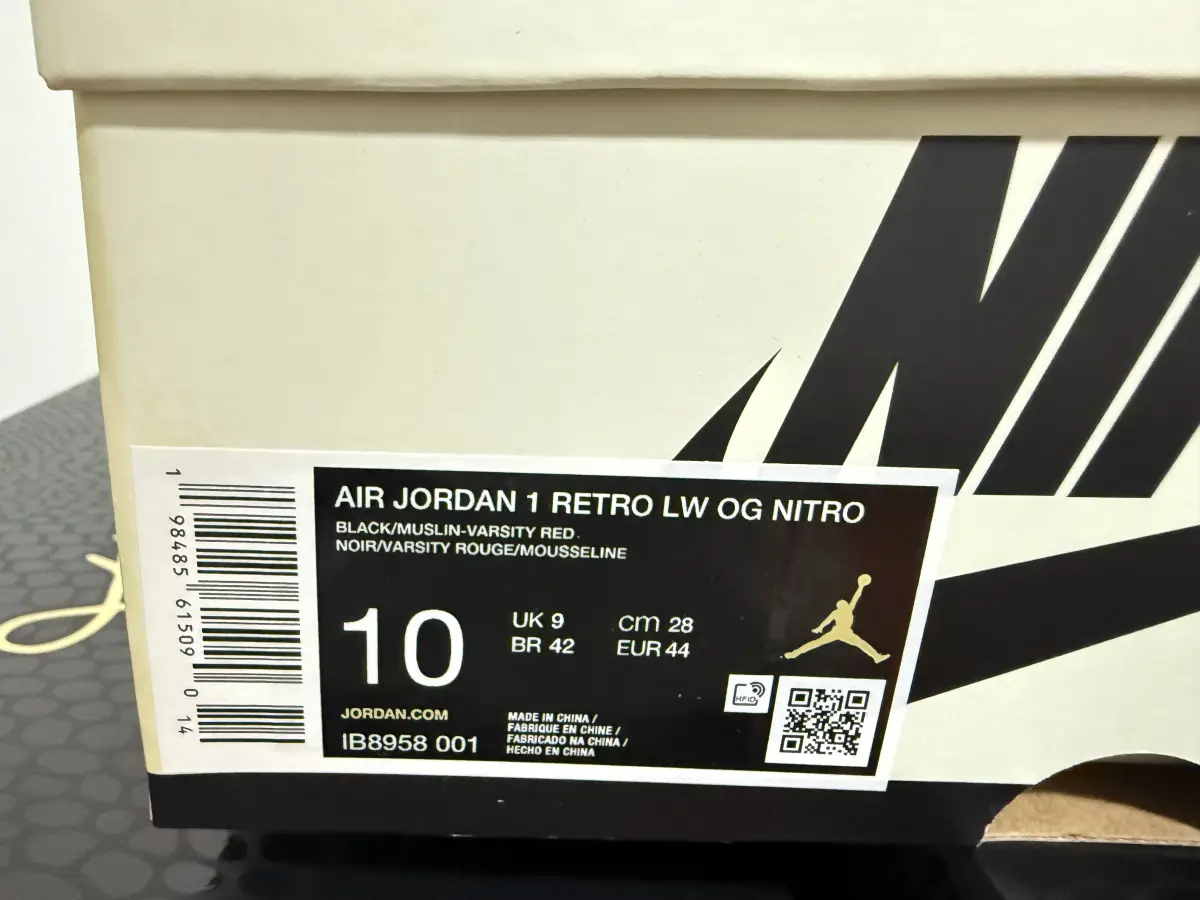 NI
AIR JORDAN 1 RETRO LW OG NITRO
BLACK/MUSLIN-VARSITY RED
NOIR/VARSITY ROUGE/MOUSSELINE
10
UK 9
CM 28
BR 42
EUR 44
JORDAN.COM
IB8958 001
MADE IN CHINA /
FABRIQUE EN CHINE /
FABRICADO NA CHINA /
HECHO EN CHINA
RFID
1 98485 61509 0 14